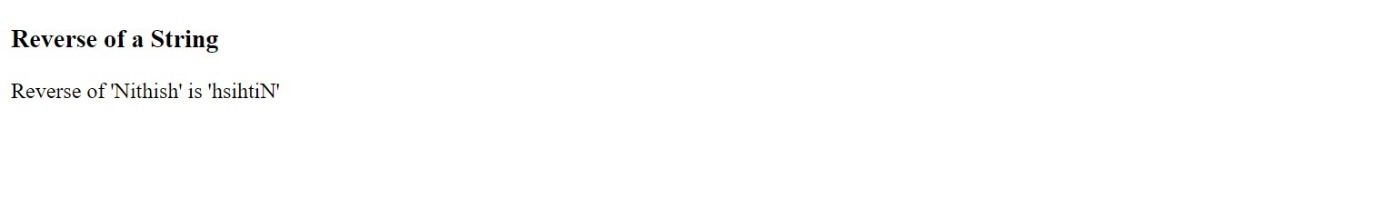 Reverse of a String
Reverse of 'Nithish' is 'hsihtiN'